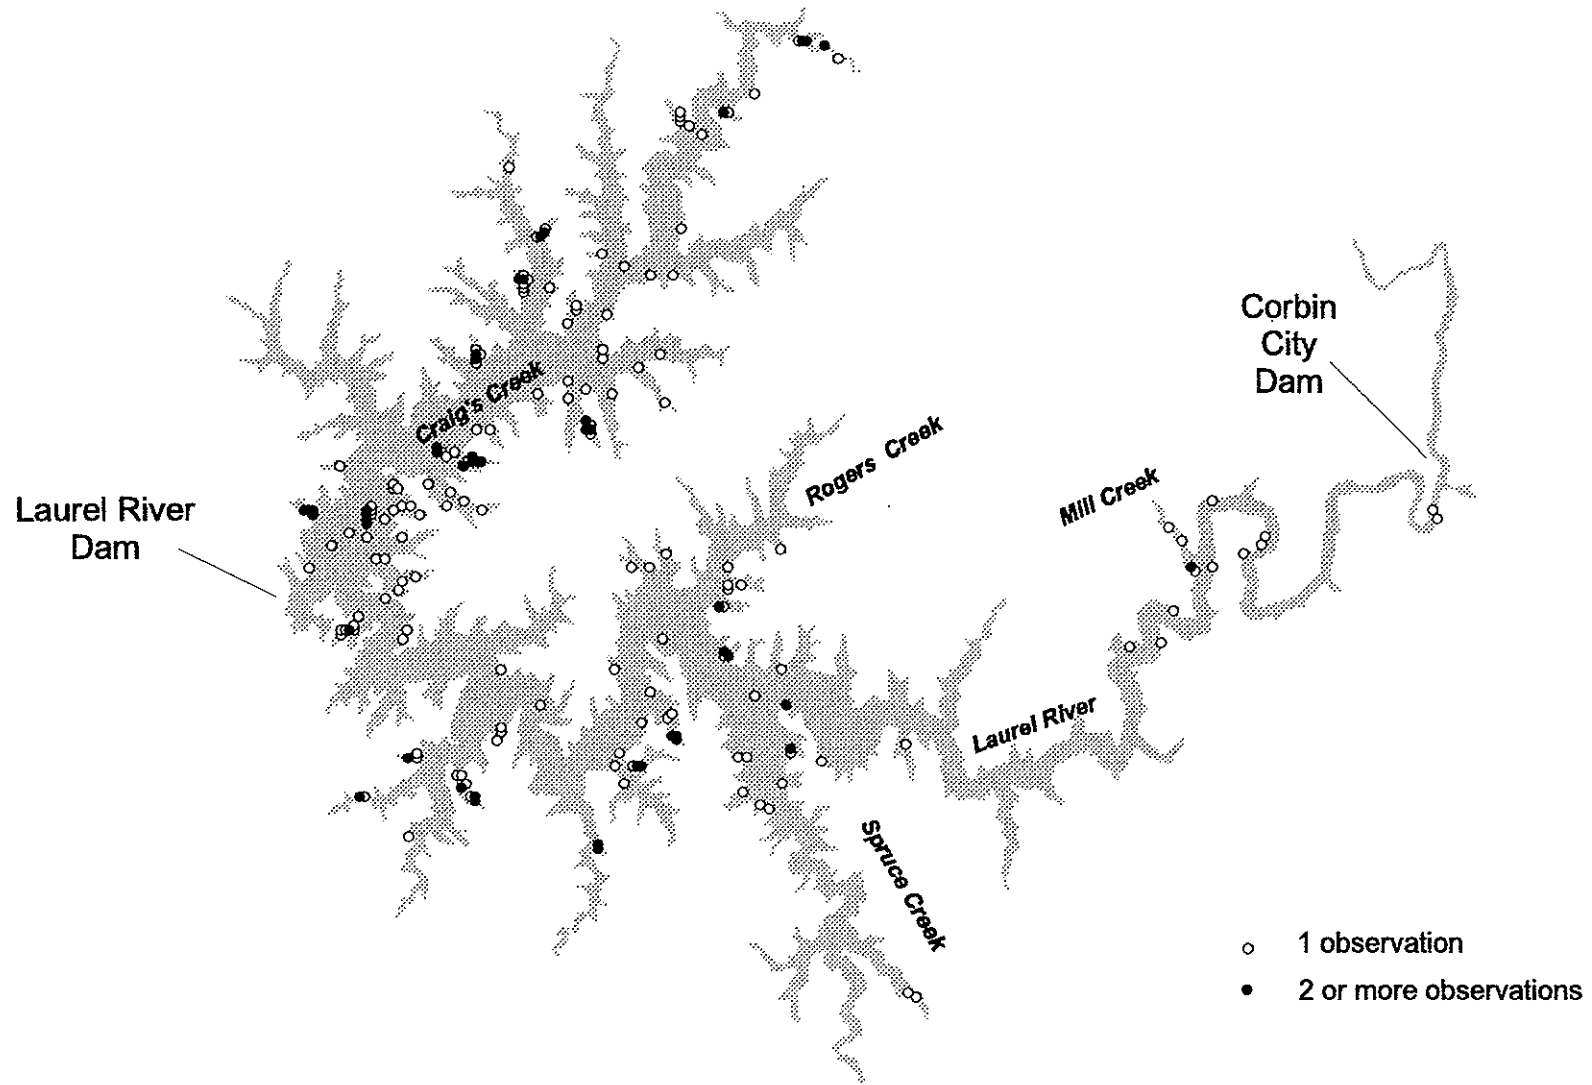 Corbin
City
Dam
Craig's Creek
Rogers Creek
Mill Creek
Laurel River
Dam
Laurel River
Spruce Creek
1 observation
2 or more observations